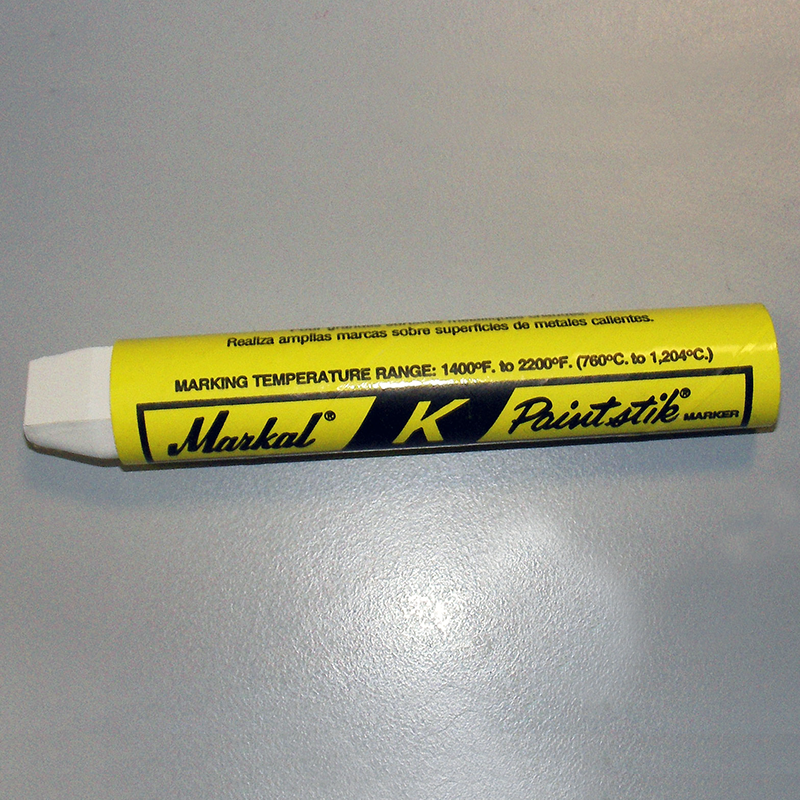 Realiza amplias marcas sobre superficies de metales calientes.
MARKING TEMPERATURE RANGE: 1400ºF. to 2200ºF. (760ºC. to 1,204ºC.)
Markal® K Paintstik® MARKER